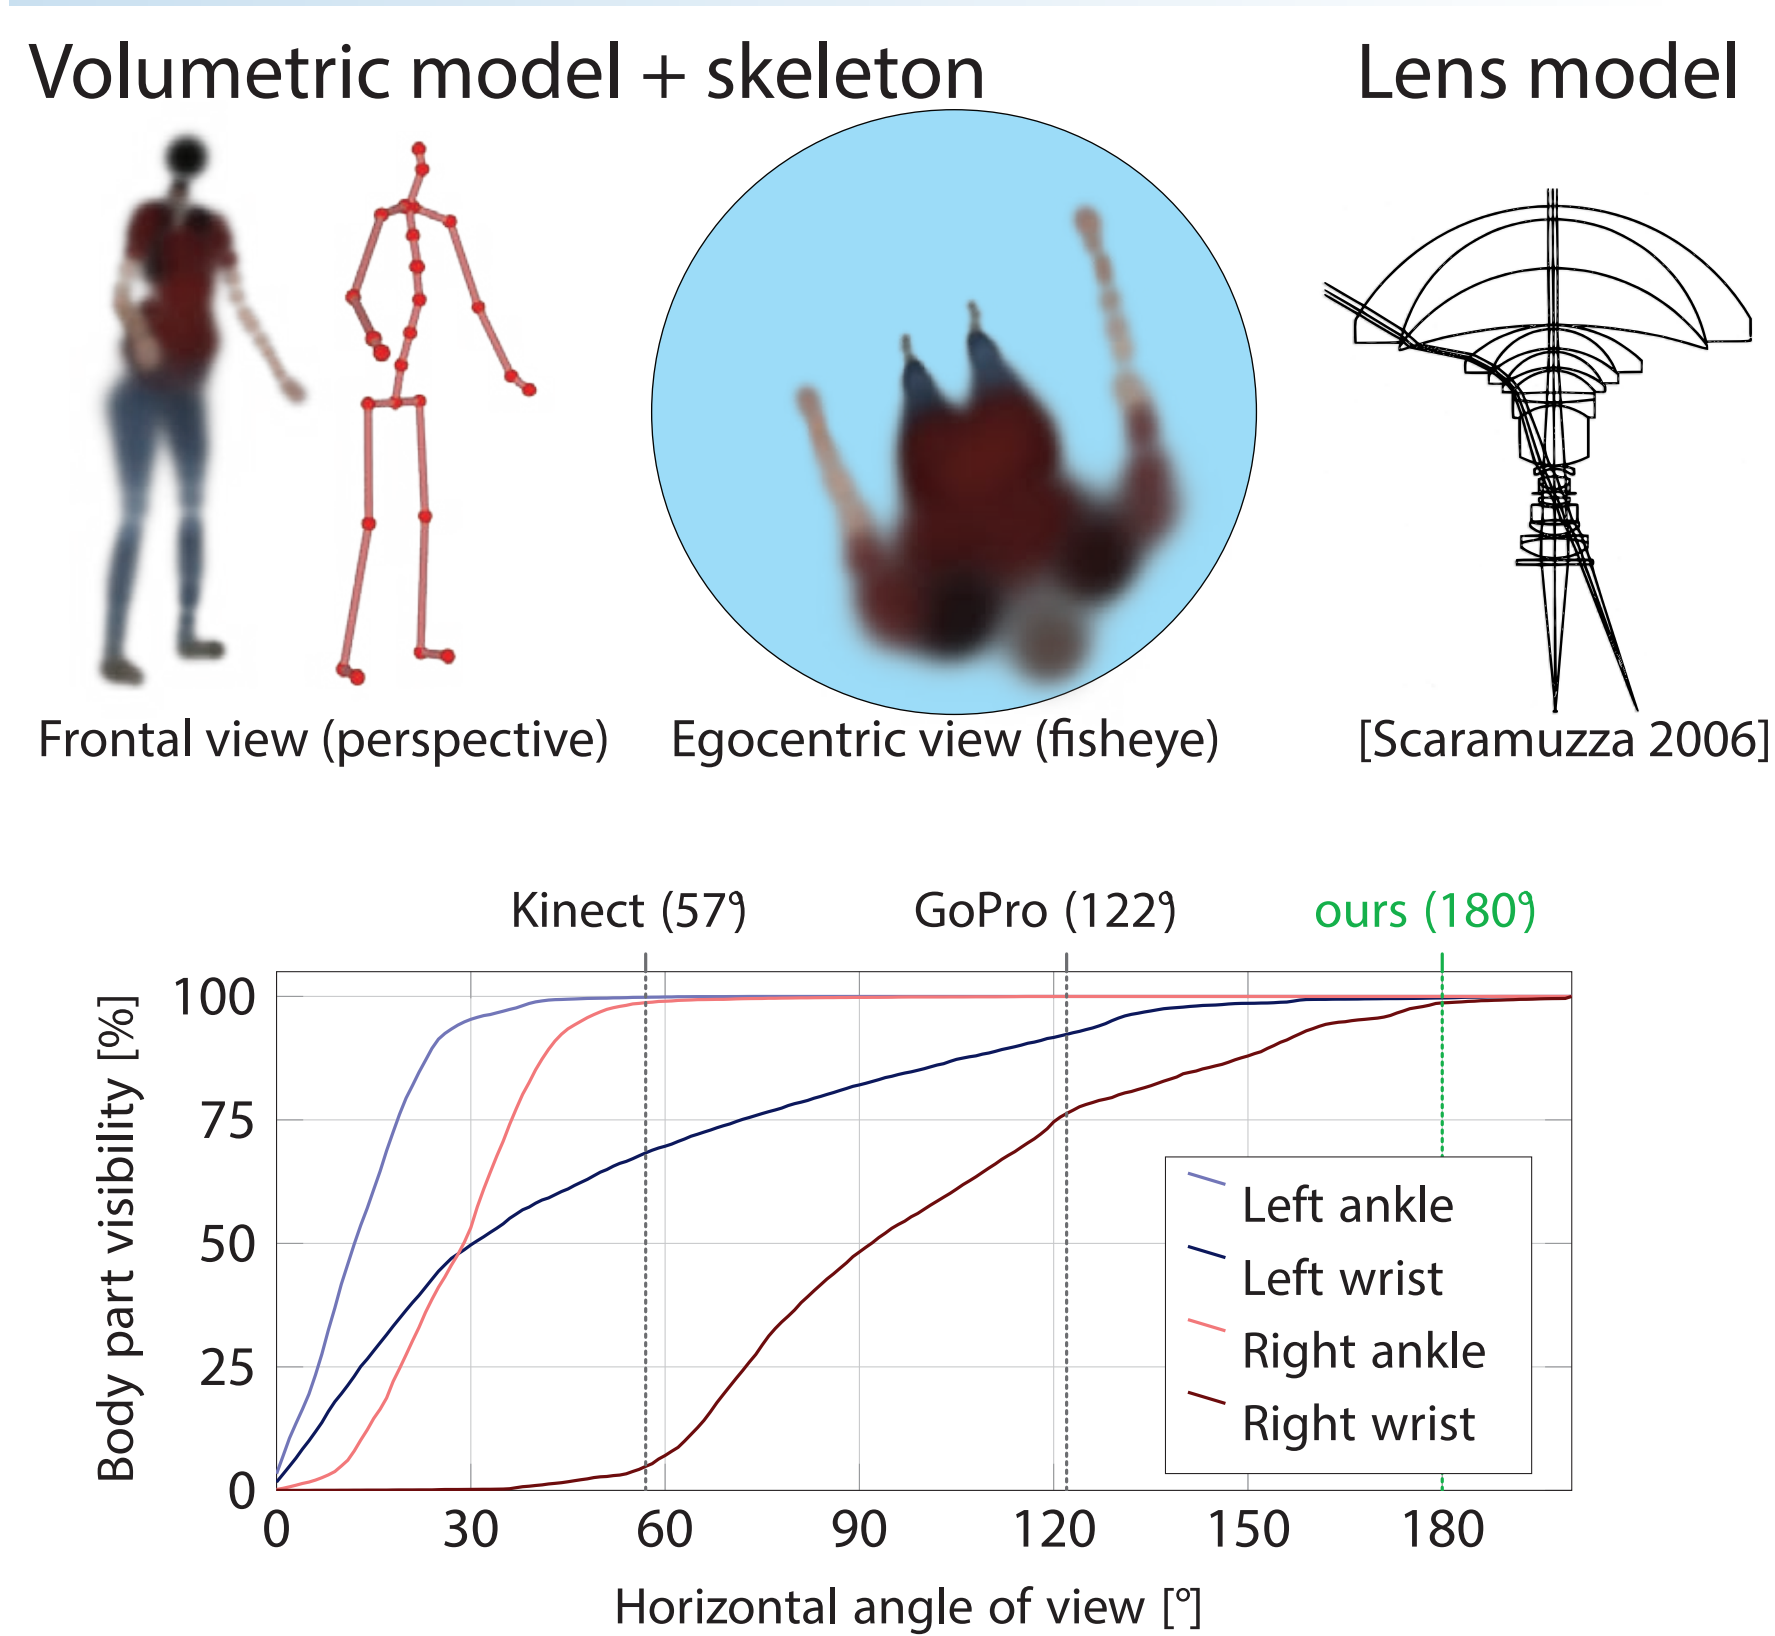 Volumetric model + skeleton
Lens model
Frontal view (perspective)
Egocentric view (fisheye)
[Scaramuzza 2006]
Kinect (57°)
GoPro (122°)
ours (180°)
Body part visibility [%]
100
75
50
25
0
Left ankle
Left wrist
Right ankle
Right wrist
0 30 60 90 120 150 180
Horizontal angle of view [°]